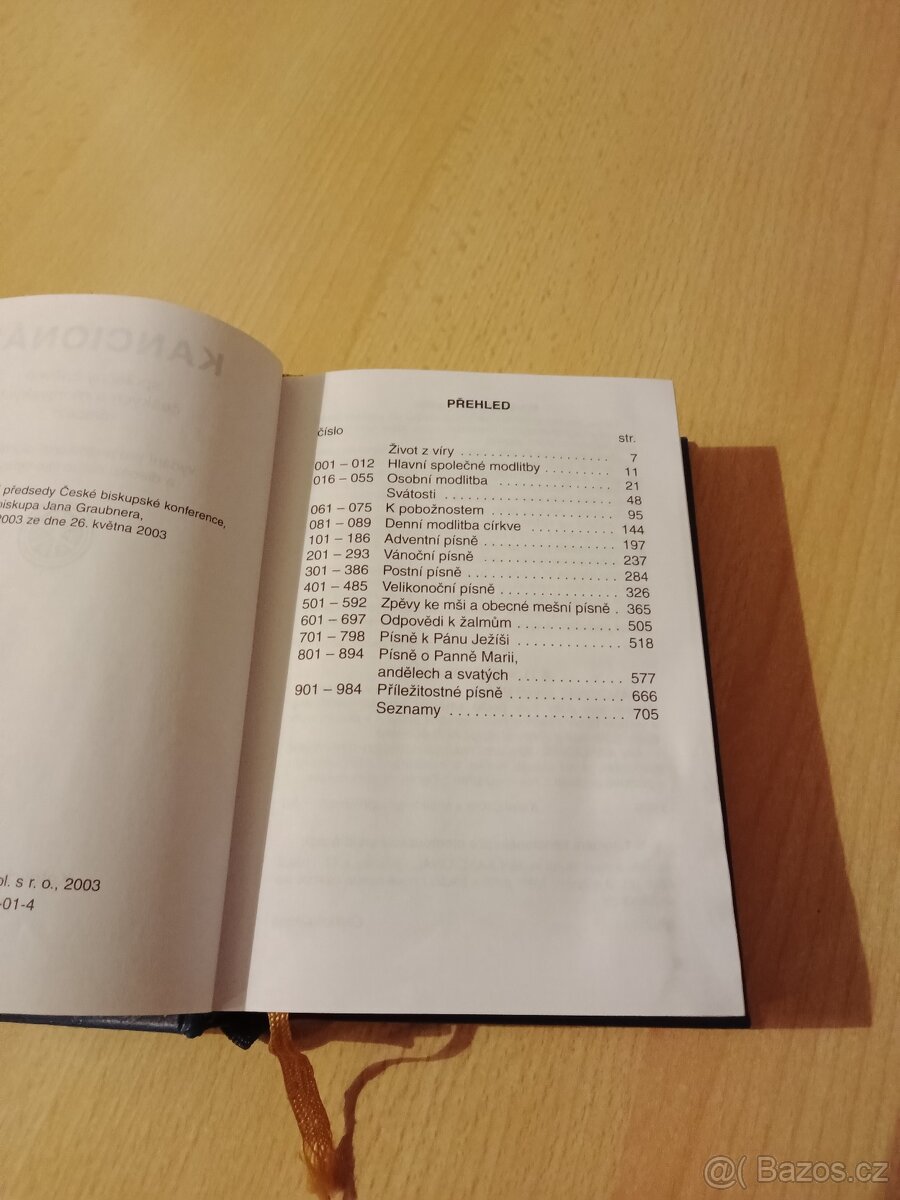 KANCIONÁ
í předsedy České biskupské konference,
biskupa Jana Graubnera,
2003 ze dne 26. května 2003
ol. s r. o., 2003
-01-4
PŘEHLED
číslo str.
Život z víry . . . . . . . . . . . . . . . . . . . . . 7
001 – 012 Hlavní společné modlitby . . . . . . . . . . 11
016 – 055 Osobní modlitba . . . . . . . . . . . . . . . . . 21
Svátosti . . . . . . . . . . . . . . . . . . . . . . . 48
061 – 075 K pobožnostem . . . . . . . . . . . . . . . . . 95
081 – 089 Denní modlitba církve . . . . . . . . . . . . 144
101 – 186 Adventní písně . . . . . . . . . . . . . . . . . 197
201 – 293 Vánoční písně . . . . . . . . . . . . . . . . . 237
301 – 386 Postní písně . . . . . . . . . . . . . . . . . . . 284
401 – 485 Velikonoční písně . . . . . . . . . . . . . . . 326
501 – 592 Zpěvy ke mši a obecné mešní písně . 365
601 – 697 Odpovědi k žalmům . . . . . . . . . . . . . 505
701 – 798 Písně k Pánu Ježíši . . . . . . . . . . . . . 518
801 – 894 Písně o Panně Marii,
andělech a svatých . . . . . . . . . . . . . 577
901 – 984 Příležitostné písně . . . . . . . . . . . . . . 666
Seznamy . . . . . . . . . . . . . . . . . . . . . . 705
@( Bazos.cz